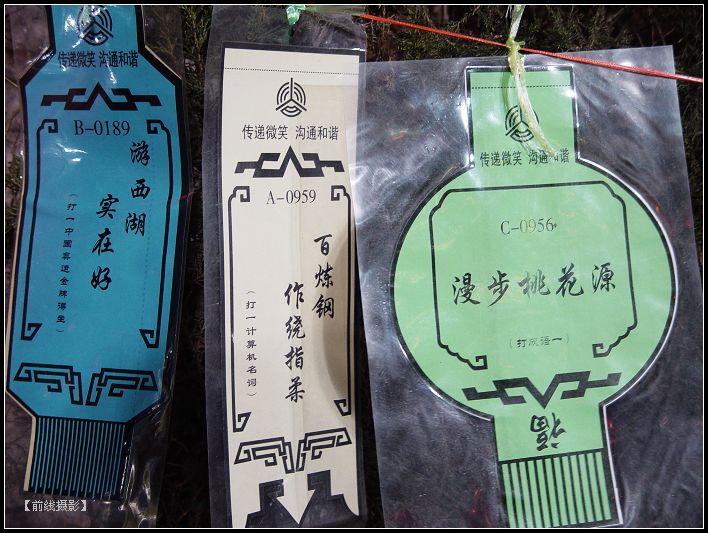 传递微笑 沟通和谐
B-0189
游西湖
实在好
（打一中国奥运金牌得主）
传递微笑 沟通和谐
A-0959
百炼钢
作绕指柔
（打一计算机名词）
传递微笑 沟通和谐
C-0956
漫步桃花源
（打成语一）
福
【前线摄影】